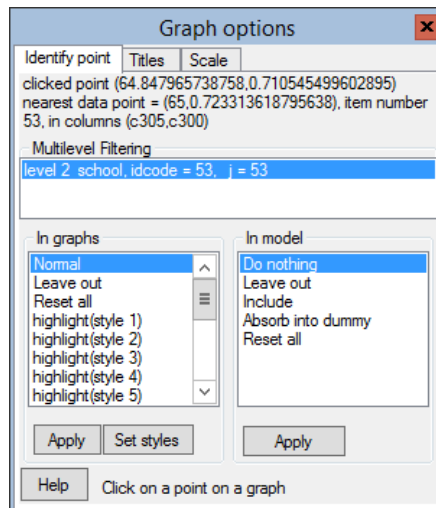 Graph options
Identify point Titles Scale
clicked point (64.847965738758,0.710545499602895)
nearest data point = (65,0.723313618795638), item number
53, in columns (c305,c300)
Multilevel Filtering
level 2 school, idcode = 53, j = 53
In graphs
Normal
Leave out
Reset all
highlight(style 1)
highlight(style 2)
highlight(style 3)
highlight(style 4)
highlight(style 5)
Apply Set styles
In model
Do nothing
Leave out
Include
Absorb into dummy
Reset all
Apply
Help Click on a point on a graph